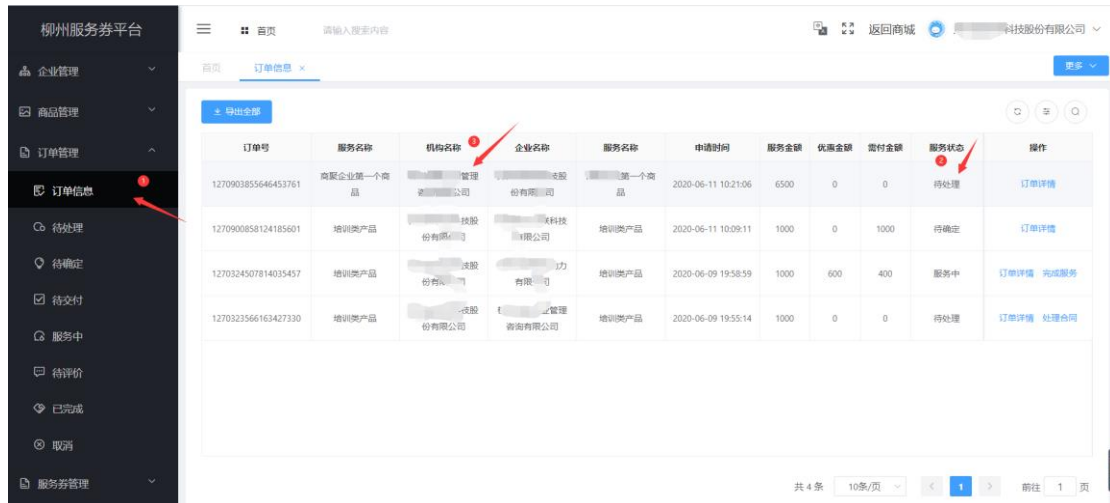 柳州服务券平台
首页
请输入搜索内容
返回商城
科技股份有限公司
企业管理
商品管理
订单管理
订单信息
1
待处理
待确定
待交付
服务中
待评价
已完成
取消
服务券管理
首页
订单信息 ×
更多
导出全部
订单号 服务名称 机构名称 3 企业名称 服务名称 申请时间 服务金额 优惠金额 需付金额 服务状态 2 操作
1270903855646453761 商聚企业第一个商品 管理 公司 技股份有限 司 第一个商品 2020-06-11 10:21:06 6500 0 0 待处理 订单详情
1270900858124185601 培训类产品 技股份有限 司 科技 限公司 培训类产品 2020-06-11 10:09:11 1000 0 1000 待确定 订单详情
1270324507814035457 培训类产品 技股份有 司 力有限 司 培训类产品 2020-06-09 19:58:59 1000 600 400 服务中 订单详情 完成服务
1270323566163427330 培训类产品 技股份有限公司 管理咨询有限公司 培训类产品 2020-06-09 19:55:14 1000 0 0 待处理 订单详情 处理合同
共 4 条 10条/页 < 1 > 前往 1 页